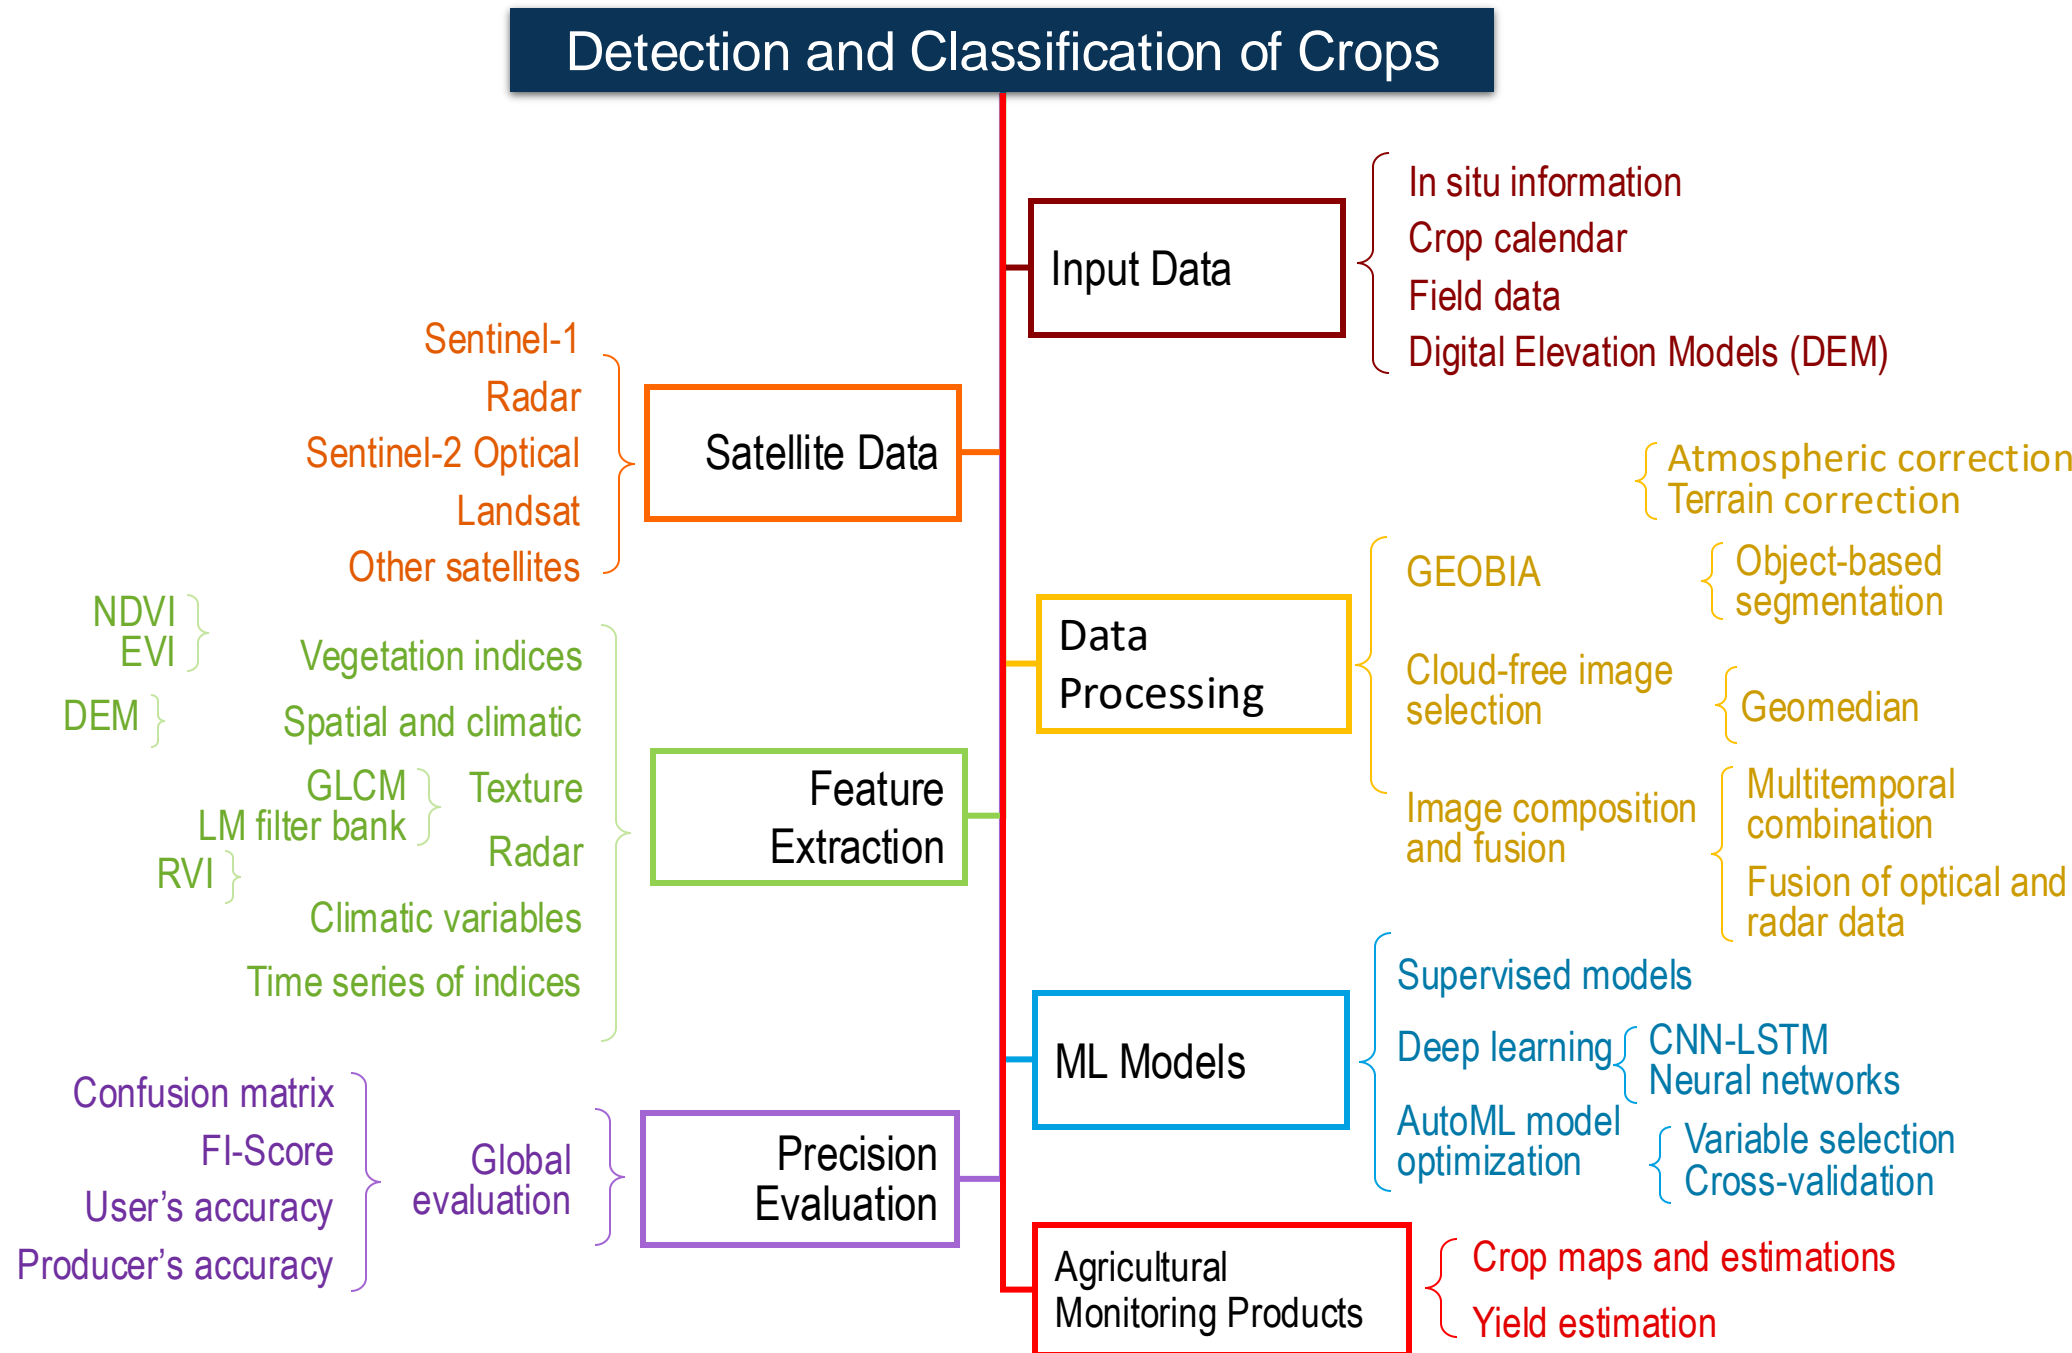 Detection and Classification of Crops
Input Data
In situ information
Crop calendar
Field data
Digital Elevation Models (DEM)
Satellite Data
Sentinel-1
Radar
Sentinel-2 Optical
Landsat
Other satellites
Data
Processing
Atmospheric correction
Terrain correction
GEOBIA
Object-based
segmentation
Cloud-free image
selection
Geomedian
Image composition
and fusion
Multitemporal
combination
Fusion of optical and
radar data
Feature
Extraction
Vegetation indices
NDVI
EVI
Spatial and climatic
DEM
Texture
GLCM
LM filter bank
Radar
RVI
Climatic variables
Time series of indices
ML Models
Supervised models
Deep learning
CNN-LSTM
Neural networks
AutoML model
optimization
Variable selection
Cross-validation
Precision
Evaluation
Global
evaluation
Confusion matrix
FI-Score
User’s accuracy
Producer’s accuracy
Agricultural
Monitoring Products
Crop maps and estimations
Yield estimation